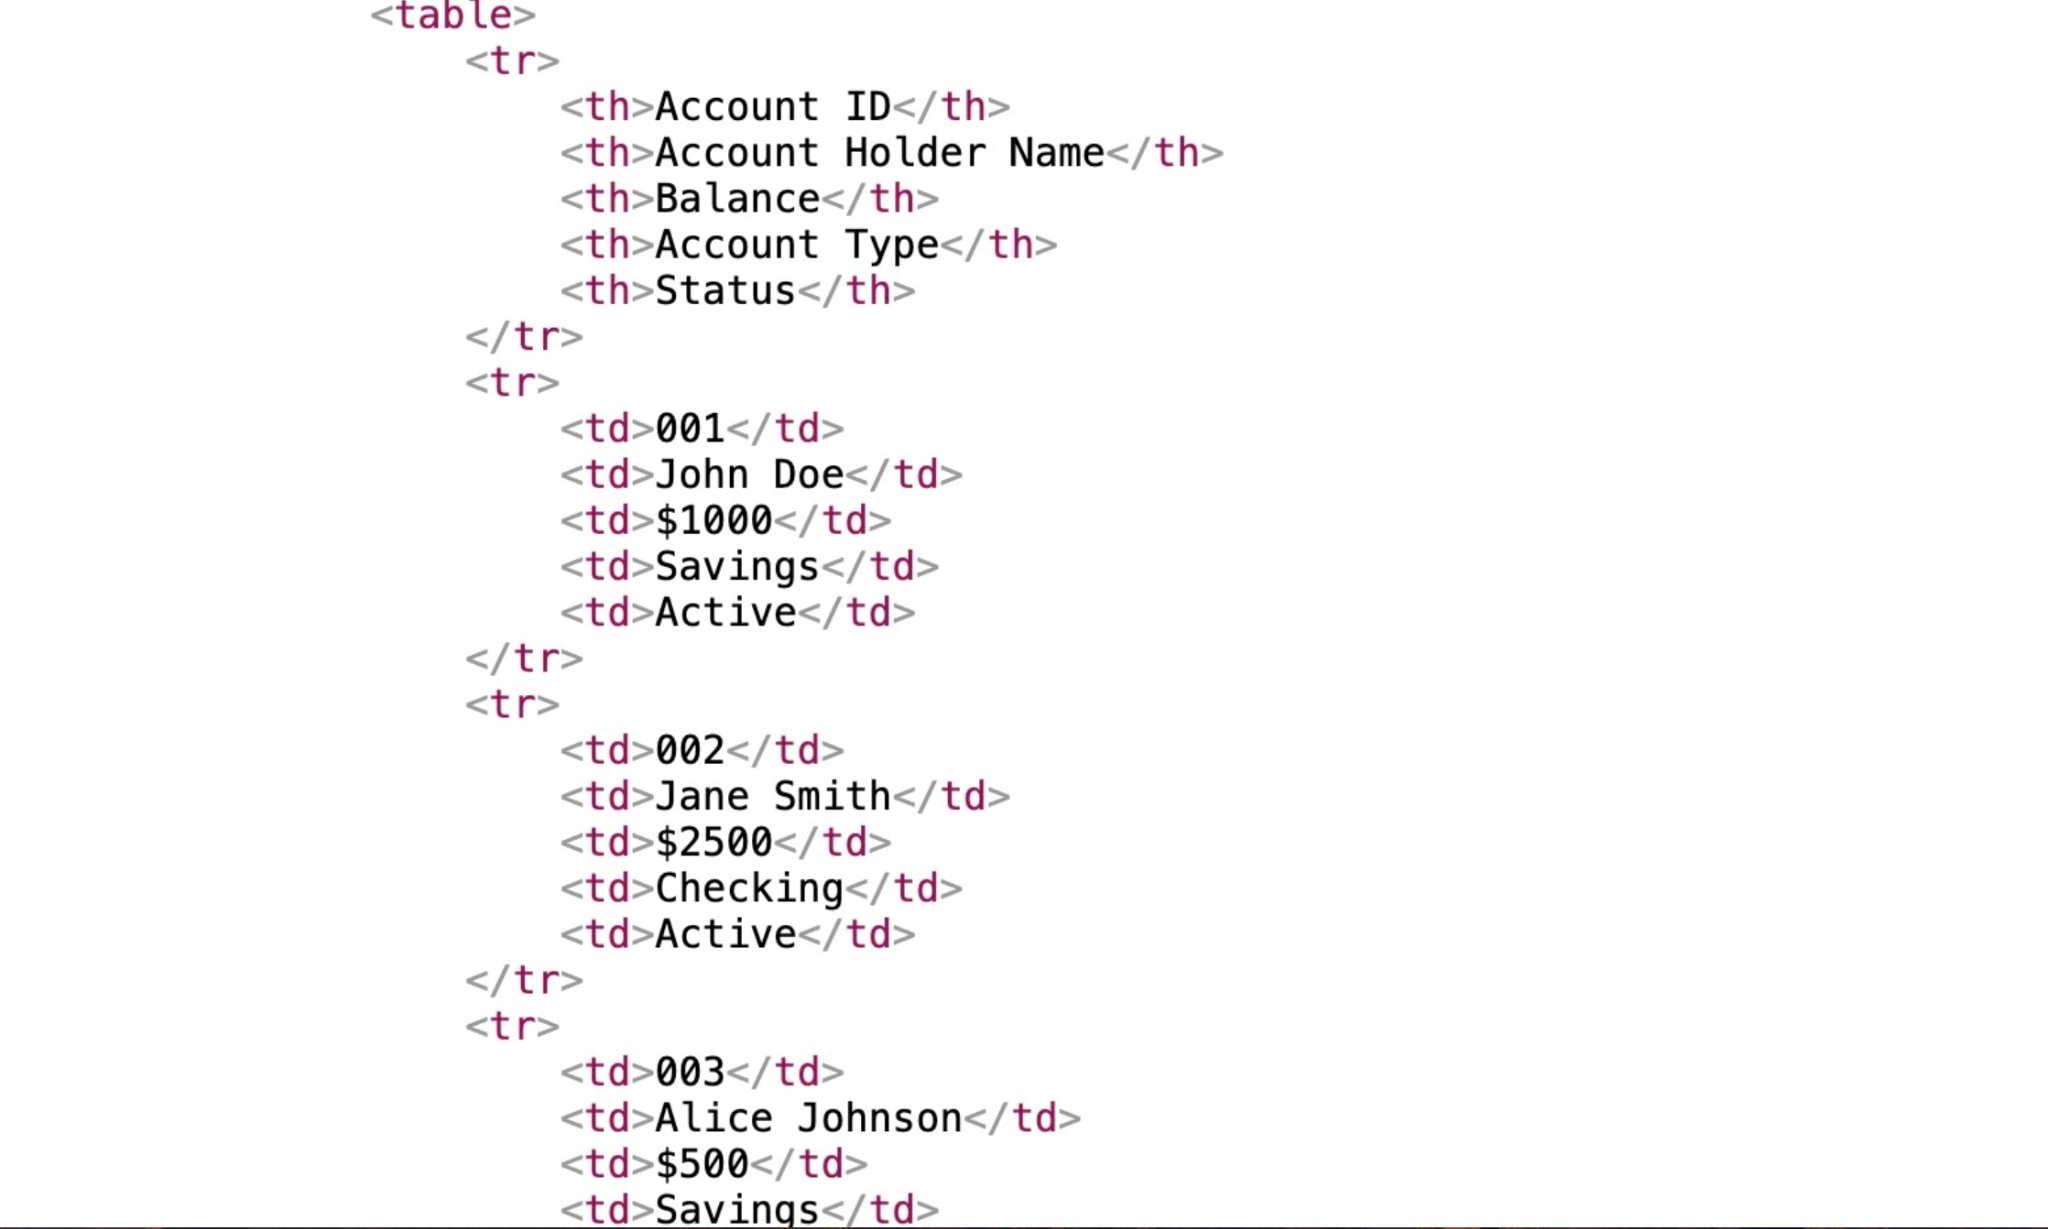 <table>
<tr>
<th>Account ID</th>
<th>Account Holder Name</th>
<th>Balance</th>
<th>Account Type</th>
<th>Status</th>
</tr>
<tr>
<td>001</td>
<td>John Doe</td>
<td>$1000</td>
<td>Savings</td>
<td>Active</td>
</tr>
<tr>
<td>002</td>
<td>Jane Smith</td>
<td>$2500</td>
<td>Checking</td>
<td>Active</td>
</tr>
<tr>
<td>003</td>
<td>Alice Johnson</td>
<td>$500</td>
<td>Savings</td>